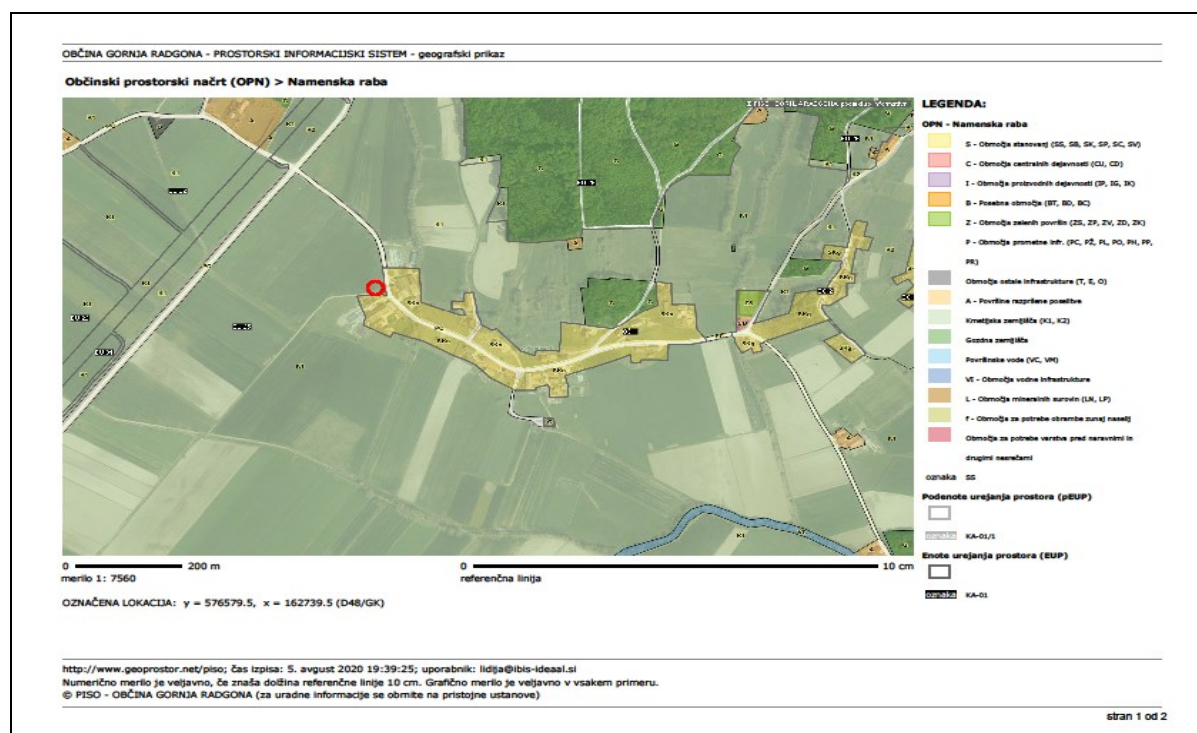 OBČINA GORNJA RADGONA - PROSTORSKI INFORMACIJSKI SISTEM - geografski prikaz
Občinski prostorski načrt (OPN) > Namenska raba
LEGENDA:
OPN - Namenska raba
S - Območja stanovanj (SS, SB, SK, SP, SC, SV)
C - Območja centralnih dejavnosti (CU, CD)
I - Območja proizvodnih dejavnosti (IP, IG, IK)
B - Posebna območja (BT, BD, BC)
Z - Območja zelenih površin (ZS, ZP, ZV, ZD, ZK)
P - Območja prometne infr. (PC, PŽ, PL, PO, PH, PP,
PR)
Območja ostale infrastrukture (T, E, O)
A - Površine razpršene poselitve
Kmetijska zemljišča (K1, K2)
Gozdna zemljišča
Površinske vode (VC, VM)
VI - Območja vodne infrastrukture
L - Območja mineralnih surovin (LN, LP)
f - Območja za potrebe obrambe zunaj naselij
Območja za potrebe varstva pred naravnimi in
drugimi nesrečami
oznaka SS
Podenote urejanja prostora (pEUP)
oznaka KA-01/1
Enote urejanja prostora (EUP)
oznaka KA-01
0 200 m
merilo 1: 7560
0 10 cm
referenčna linija
OZNAČENA LOKACIJA: y = 576579.5, x = 162739.5 (D48/GK)
http://www.geoprostor.net/piso; čas izpisa: 5. avgust 2020 19:39:25; uporabnik: lidija@ibis-ideaal.si
Numerično merilo je veljavno, če znaša dolžina referenčne linije 10 cm. Grafično merilo je veljavno v vsakem primeru.
© PISO - OBČINA GORNJA RADGONA (za uradne informacije se obrnite na pristojne ustanove)
stran 1 od 2